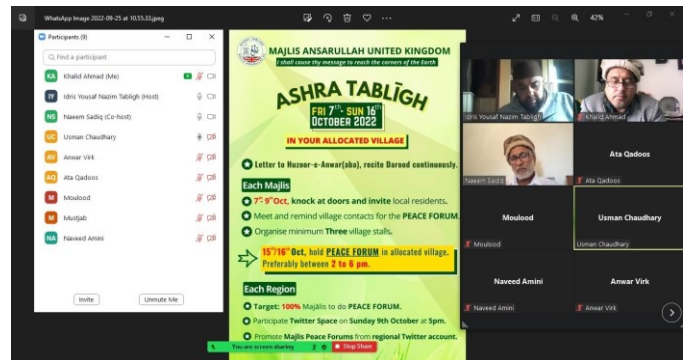 WhatsApp Image 2022-09-25 at 10.55.33.jpeg
42%
Participants (9)
Find a participant
KA Khalid Ahmad (Me)
IY Idris Yousaf Nazim Tabligh (Host)
NS Naeem Sadiq (Co-host)
UC Usman Chaudhary
AV Anwar Virk
AQ Ata Qadoos
M Moulood
M Mustjab
NA Naveed Amini
Invite
Unmute Me
MAJLIS ANSARULLAH UNITED KINGDOM
I shall cause thy message to reach the corners of the Earth
ASHRA TABLĪGH
FRI 7th- SUN 16th
OCTOBER 2022
IN YOUR ALLOCATED VILLAGE
Letter to Huzoor-e-Anwar(aba), recite Darood continuously.
Each Majlis
7th- 9th Oct, knock at doors and invite local residents.
Meet and remind village contacts for the PEACE FORUM.
Organise minimum Three village stalls.
15th/16th Oct, hold PEACE FORUM in allocated village.
Preferably between 2 to 6 pm.
Each Region
Target: 100% Majālis to do PEACE FORUM.
Participate Twitter Space on Sunday 9th October at 5pm.
Promote Majlis Peace Forums from regional Twitter account.
You are screen sharing
Stop Share
Idris Yousaf Nazim Tabligh
Khalid Ahmad
Naeem Sadiq
Ata Qadoos
Ata Qadoos
Moulood
Moulood
Usman Chaudhary
Usman Chaudhary
Naveed Amini
Naveed Amini
Anwar Virk
Anwar Virk